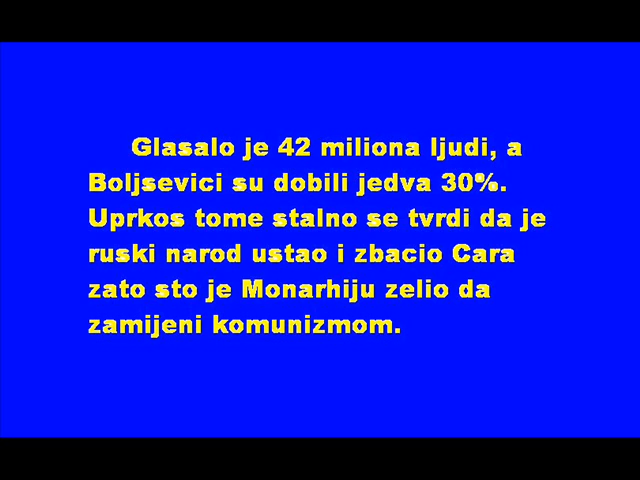 Glasalo je 42 miliona ljudi, a
Boljsevici su dobili jedva 30%.
Uprkos tome stalno se tvrdi da je
ruski narod ustao i zbacio Cara
zato sto je Monarhiju zelio da
zamijeni komunizmom.